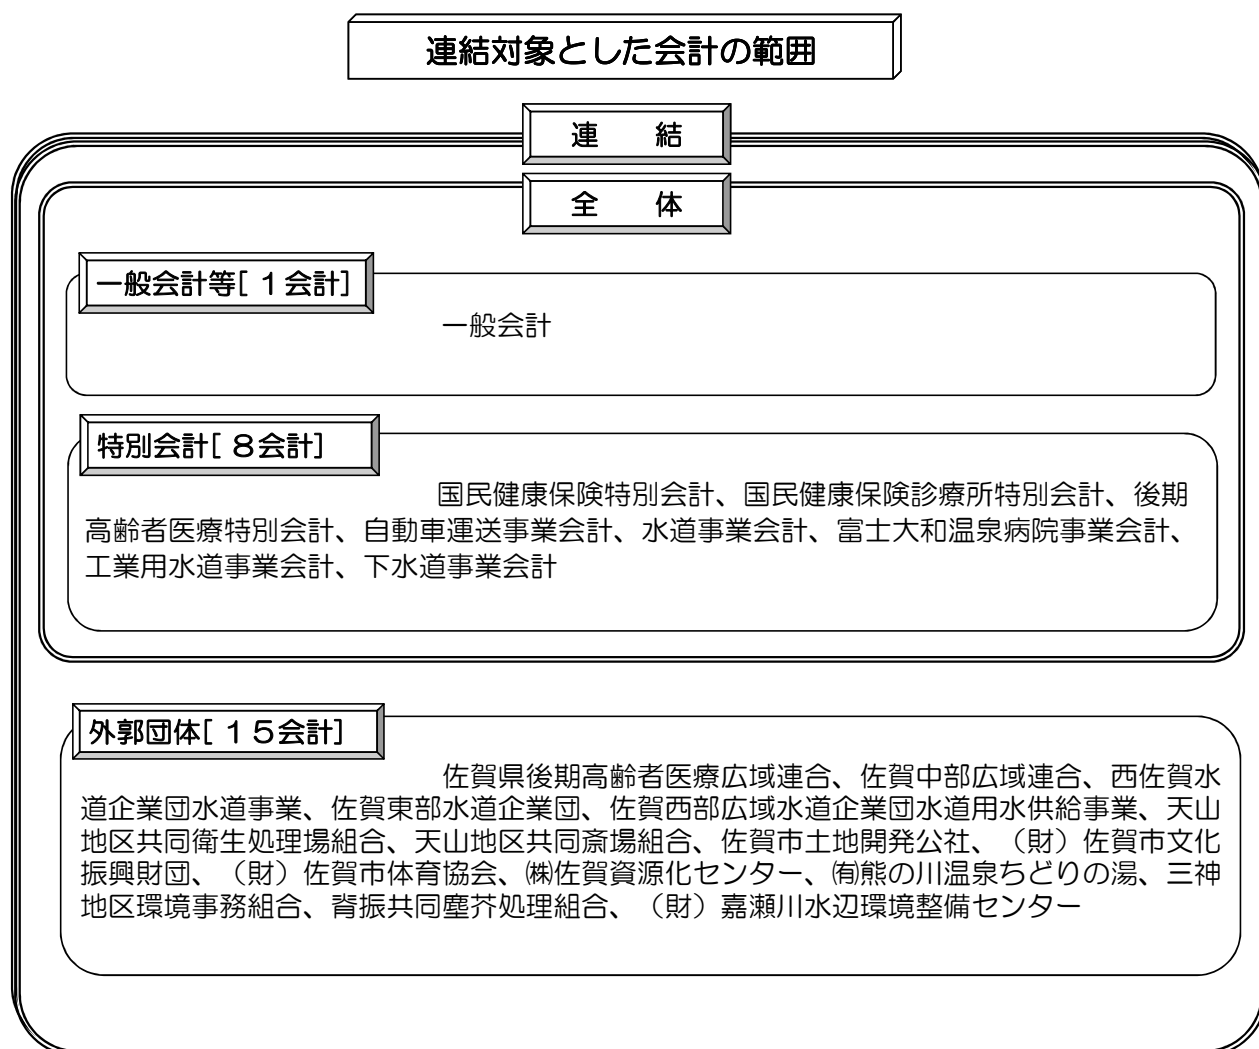 連結対象とした会計の範囲
連　　結
全　　体
一般会計等[ １会計]
一般会計
特別会計[ ８会計]
国民健康保険特別会計、国民健康保険診療所特別会計、後期
高齢者医療特別会計、自動車運送事業会計、水道事業会計、富士大和温泉病院事業会計、
工業用水道事業会計、下水道事業会計
外郭団体[ １５会計]
佐賀県後期高齢者医療広域連合、佐賀中部広域連合、西佐賀水
道企業団水道事業、佐賀東部水道企業団、佐賀西部広域水道企業団水道用水供給事業、天山
地区共同衛生処理場組合、天山地区共同斎場組合、佐賀市土地開発公社、（財）佐賀市文化
振興財団、（財）佐賀市体育協会、㈱佐賀資源化センター、㈲熊の川温泉ちどりの湯、三神
地区環境事務組合、脊振共同塵芥処理組合、（財）嘉瀬川水辺環境整備センター